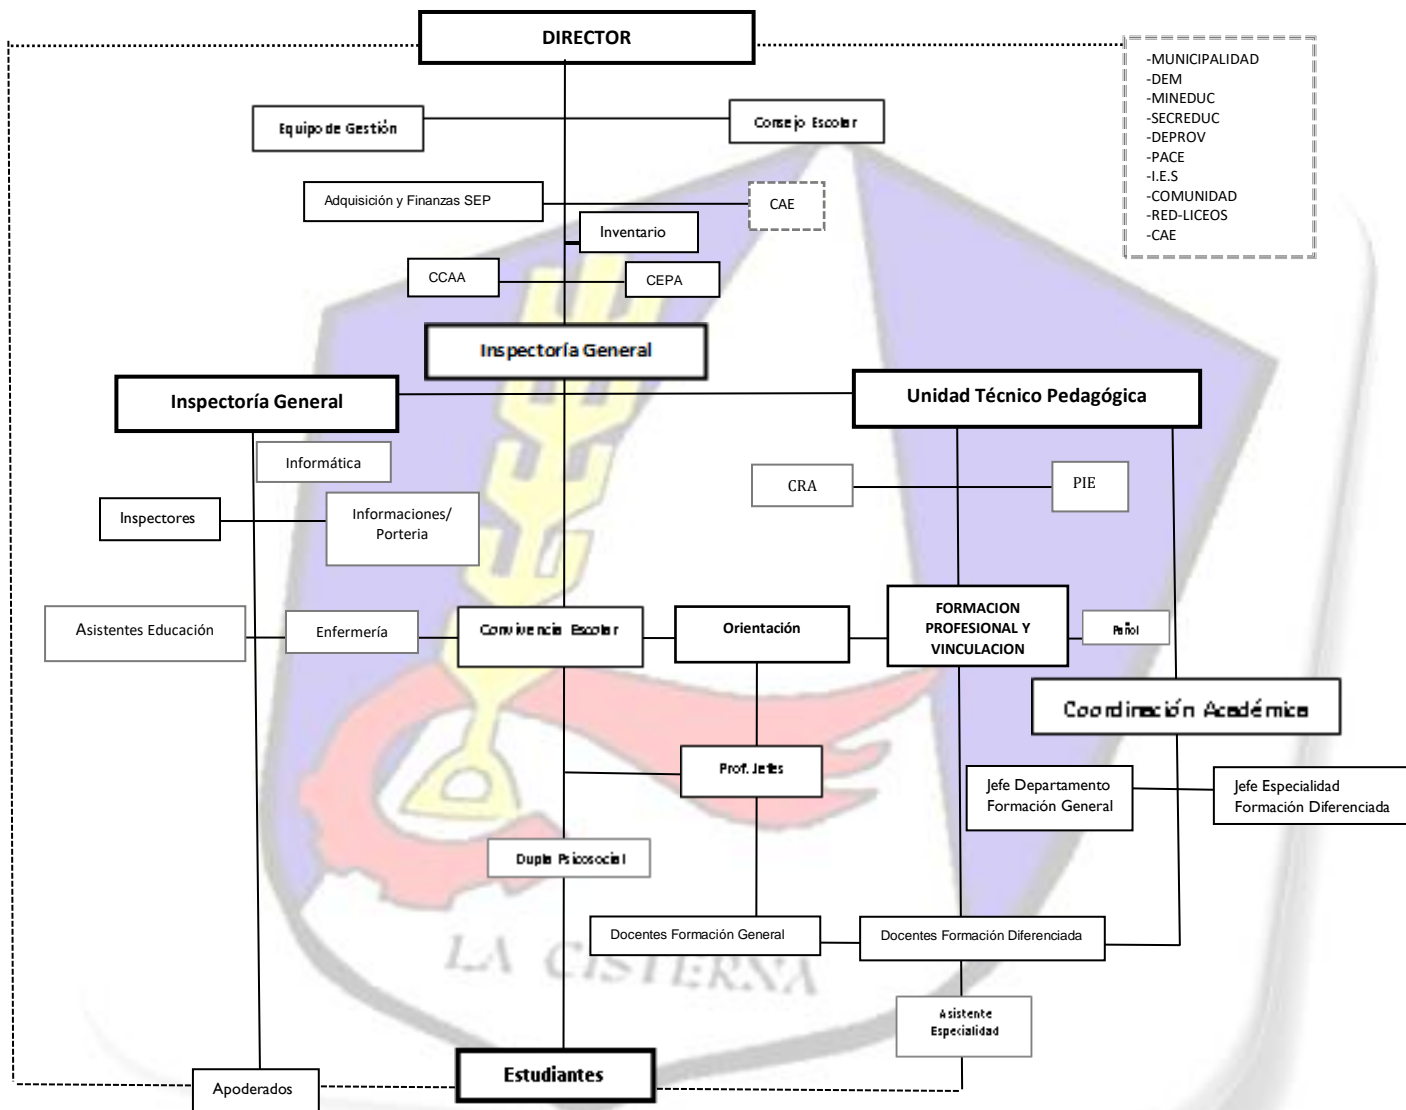 DIRECTOR
-MUNICIPALIDAD
-DEM
-MINEDUC
-SECREDUC
-DEPROV
-PACE
-I.E.S
-COMUNIDAD
-RED-LICEOS
-CAE
Equipo de Gestión
Consejo Escolar
Adquisición y Finanzas SEP
CAE
Inventario
CCAA
CEPA
Inspectoría General
Inspectoría General
Unidad Técnico Pedagógica
Informática
CRA
PIE
Inspectores
Informaciones/
Porteria
Asistentes Educación
Enfermería
Convivencia Escolar
Orientación
FORMACION
PROFESIONAL Y
VINCULACION
Pañol
Coordinación Académica
Prof. Jefes
Jefe Departamento
Formación General
Jefe Especialidad
Formación Diferenciada
Dupla Psicosocial
Docentes Formación General
Docentes Formación Diferenciada
LA CISTERNA
Asistente
Especialidad
Estudiantes
Apoderados